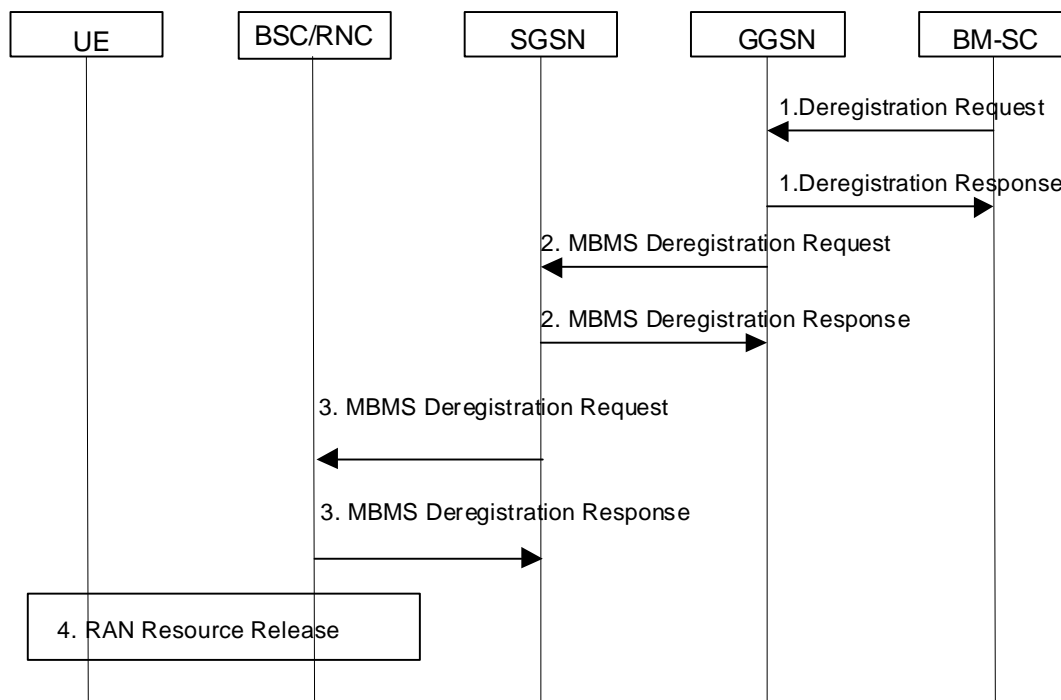 UE
BSC/RNC
SGSN
GGSN
BM-SC
1.Deregistration Request
1.Deregistration Response
2. MBMS Deregistration Request
2. MBMS Deregistration Response
3. MBMS Deregistration Request
3. MBMS Deregistration Response
4. RAN Resource Release